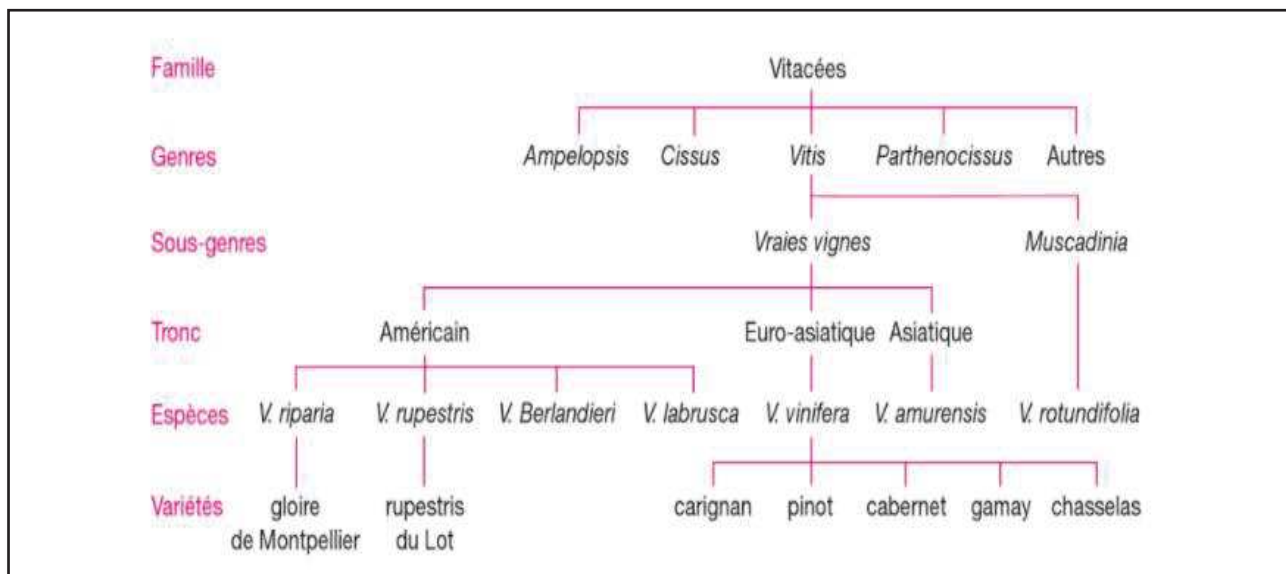 Famille Vitacées
Genres Ampelopsis Cissus Vitis Parthenocissus Autres
Sous-genres Vraies vignes Muscadinia
Tronc Américain Euro-asiatique Asiatique
Espèces V. riparia V. rupestris V. Berlandieri V. labrusca V. vinifera V. amurensis V. rotundifolia
Variétés gloire rupestris carignan pinot cabernet gamay chasselas
de Montpellier du Lot